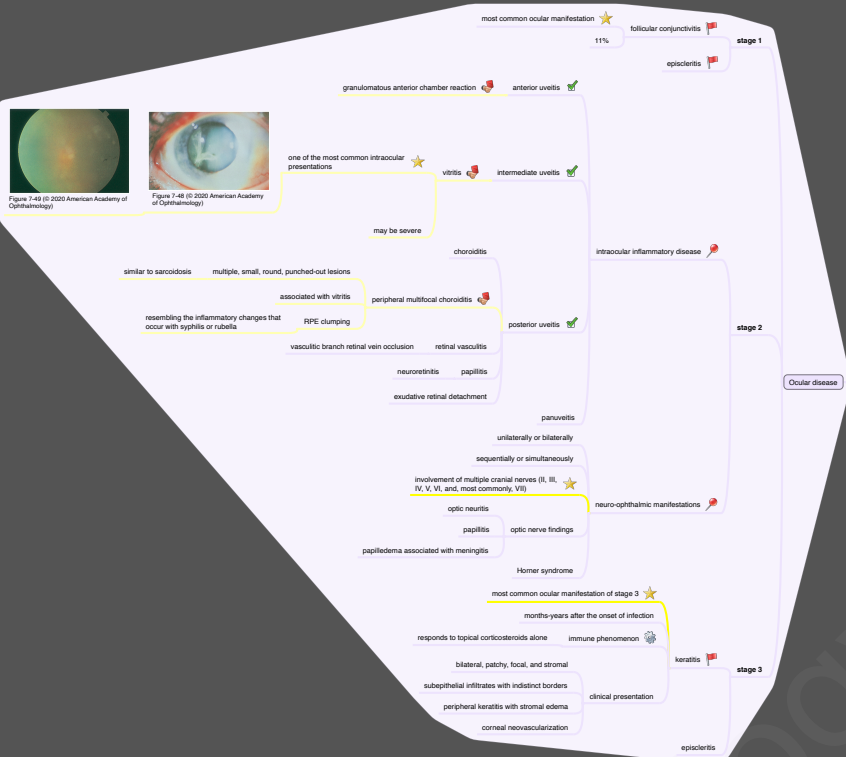 most common ocular manifestation
follicular conjunctivitis
11%
stage 1
episcleritis
granulomatous anterior chamber reaction
anterior uveitis
one of the most common intraocular
presentations
vitritis
intermediate uveitis
Figure 7-49 (© 2020 American Academy of
Ophthalmology)
Figure 7-48 (© 2020 American Academy
of Ophthalmology)
may be severe
choroiditis
intraocular inflammatory disease
similar to sarcoidosis
multiple, small, round, punched-out lesions
associated with vitritis
peripheral multifocal choroiditis
resembling the inflammatory changes that
occur with syphilis or rubella
RPE clumping
posterior uveitis
stage 2
vasculitic branch retinal vein occlusion
retinal vasculitis
neuroretinitis
papillitis
exudative retinal detachment
Ocular disease
panuveitis
unilaterally or bilaterally
sequentially or simultaneously
involvement of multiple cranial nerves (II, III,
IV, V, VI, and, most commonly, VII)
neuro-ophthalmic manifestations
optic neuritis
papillitis
optic nerve findings
papilledema associated with meningitis
Horner syndrome
most common ocular manifestation of stage 3
months-years after the onset of infection
responds to topical corticosteroids alone
immune phenomenon
keratitis
stage 3
bilateral, patchy, focal, and stromal
subepithelial infiltrates with indistinct borders
clinical presentation
peripheral keratitis with stromal edema
corneal neovascularization
episcleritis